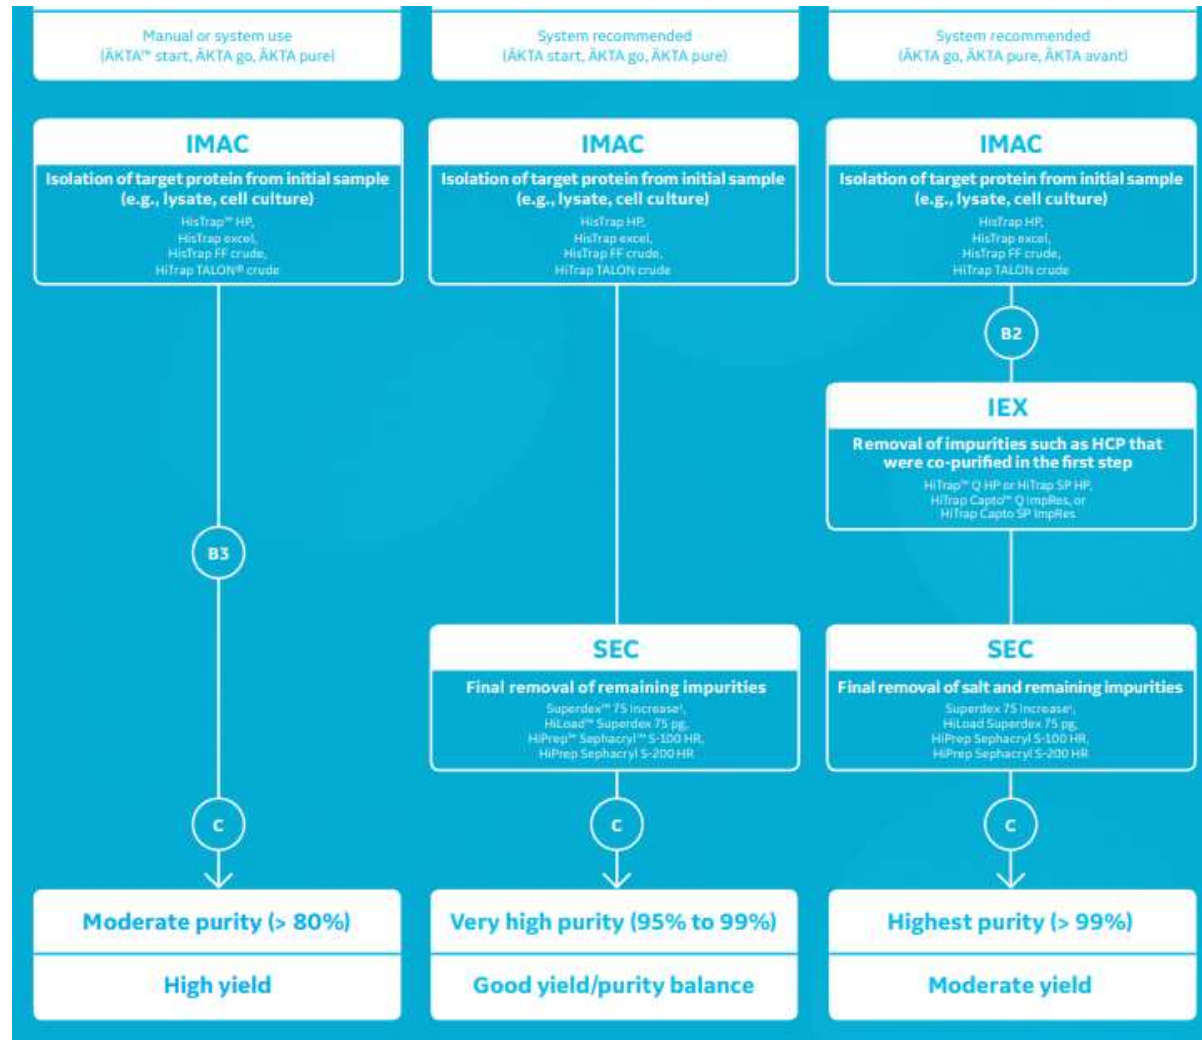 Manual or system use
(ÄKTA™ start, ÄKTA go, ÄKTA pure)
IMAC
Isolation of target protein from initial sample
(e.g., lysate, cell culture)
HisTrap™ HP,
HisTrap excel,
HisTrap FF crude,
HiTrap TALON® crude
B3
C
Moderate purity (> 80%)
High yield
System recommended
(ÄKTA start, ÄKTA go, ÄKTA pure)
IMAC
Isolation of target protein from initial sample
(e.g., lysate, cell culture)
HisTrap HP,
HisTrap excel,
HisTrap FF crude,
HiTrap TALON crude
SEC
Final removal of remaining impurities
Superdex™ 75 Increase¹,
HiLoad™ Superdex 75 pg,
HiPrep™ Sephacryl™ S-100 HR,
HiPrep Sephacryl S-200 HR
C
Very high purity (95% to 99%)
Good yield/purity balance
System recommended
(ÄKTA go, ÄKTA pure, ÄKTA avant)
IMAC
Isolation of target protein from initial sample
(e.g., lysate, cell culture)
HisTrap HP,
HisTrap excel,
HisTrap FF crude,
HiTrap TALON crude
B2
IEX
Removal of impurities such as HCP that
were co-purified in the first step
HiTrap™ Q HP or HiTrap SP HP,
HiTrap Capto™ Q ImpRes, or
HiTrap Capto SP ImpRes
SEC
Final removal of salt and remaining impurities
Superdex 75 Increase¹,
HiLoad Superdex 75 pg,
HiPrep Sephacryl S-100 HR,
HiPrep Sephacryl S-200 HR
C
Highest purity (> 99%)
Moderate yield